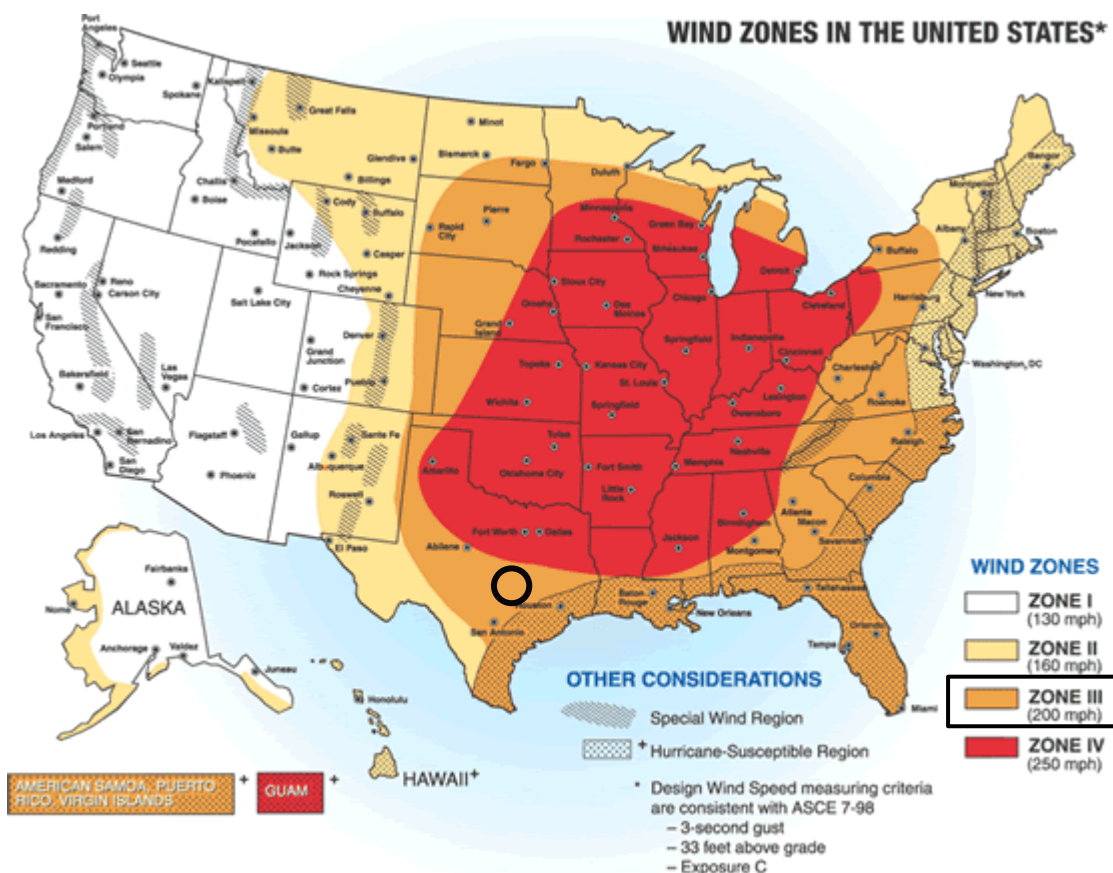 WIND ZONES IN THE UNITED STATES*
Port
Angeles
Seattle
Olympia
Spokane
Kalispell
Great Falls
Minot
Portland
Salem
Missoula
Butte
Glendive
Bismarck
Fargo
Duluth
Bangor
Medford
Challis
Boise
Billings
Montpelier
Cody
Buffalo
Pierre
Rapid
City
Minneapolis
Green Bay
Redding
Pocatello
Jackson
Casper
Rochester
Milwaukee
Buffalo
Albany
Boston
Sacramento
Reno
Carson City
Rock Springs
Cheyenne
Sioux City
Detroit
San
Francisco
Salt Lake City
Omaha
Des
Moines
Chicago
Cleveland
Harrisburg
New York
Grand
Island
Denver
Grand
Junction
Springfield
Indianapolis
Cincinnati
Washington, DC
Bakersfield
Las
Vegas
Cortez
Pueblo
Topeka
Kansas City
St. Louis
Charleston
Lexington
Roanoke
Wichita
Springfield
Owensboro
Los Angeles
San
Bernadino
Flagstaff
Gallup
Sante Fe
Tulsa
Nashville
Raleigh
San
Diego
Phoenix
Albuquerque
Amarillo
Oklahoma City
Fort Smith
Memphis
Columbia
Roswell
Little
Rock
Atlanta
Macon
Birmingham
El Paso
Abilene
Fort Worth
Dallas
Jackson
Montgomery
Savannah
Houston
Baton
Rouge
New Orleans
Tallahassee
San Antonio
Orlando
Tampa
Miami
Fairbanks
Nome
ALASKA
Anchorage
Valdez
Juneau
Honolulu
HAWAII+
AMERICAN SAMOA, PUERTO
RICO, VIRGIN ISLANDS
+
GUAM
+
OTHER CONSIDERATIONS
Special Wind Region
+ Hurricane-Susceptible Region
* Design Wind Speed measuring criteria
are consistent with ASCE 7-98
– 3-second gust
– 33 feet above grade
– Exposure C
WIND ZONES
ZONE I
(130 mph)
ZONE II
(160 mph)
ZONE III
(200 mph)
ZONE IV
(250 mph)